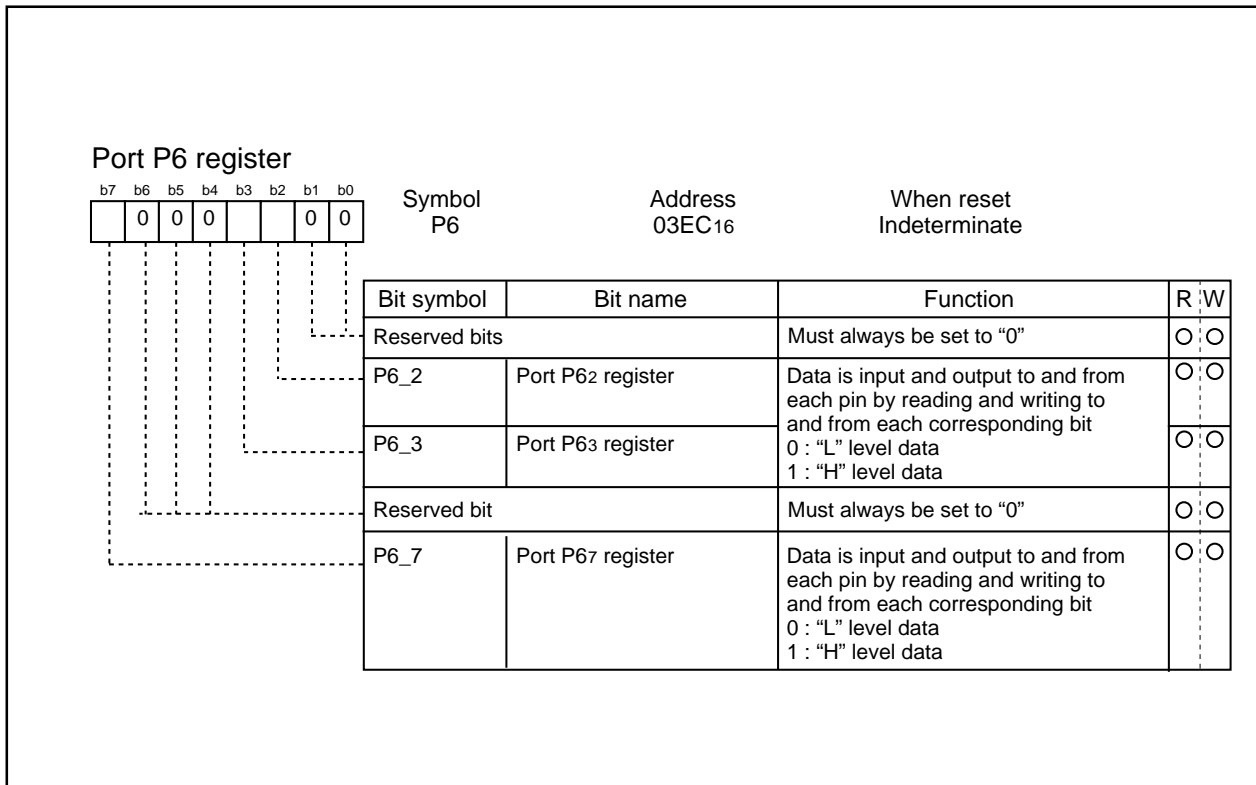 Port P6 register
b7 b6 b5 b4 b3 b2 b1 b0
0 0 0 0 0
Symbol Address When reset
P6 03EC16 Indeterminate
Bit symbol Bit name Function R W
Reserved bits Must always be set to “0”
P6_2 Port P62 register Data is input and output to and from
each pin by reading and writing to
and from each corresponding bit
P6_3 Port P63 register 0 : “L” level data
1 : “H” level data
Reserved bit Must always be set to “0”
P6_7 Port P67 register Data is input and output to and from
each pin by reading and writing to
and from each corresponding bit
0 : “L” level data
1 : “H” level data